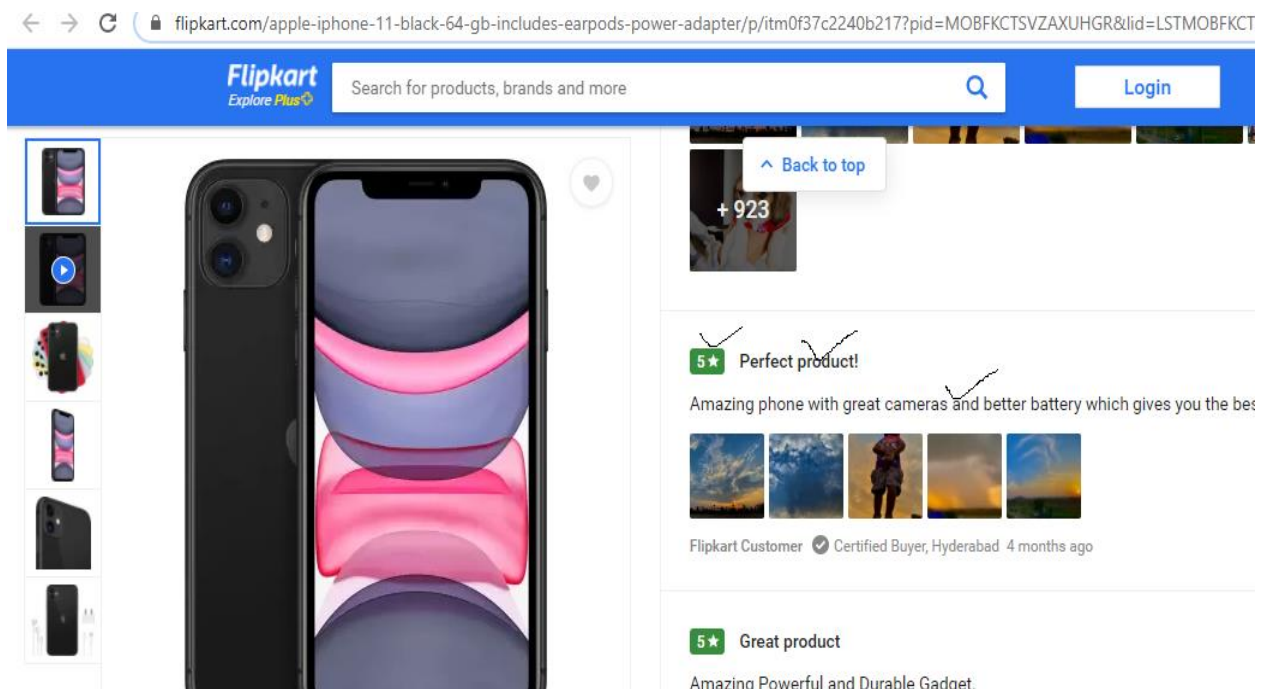 flipkart.com/apple-iphone-11-black-64-gb-includes-earpods-power-adapter/p/itm0f37c2240b217?pid=MOBFKCTSVZAXUHGR&lid=LSTMOBFKCT
Flipkart
Explore Plus
Search for products, brands and more
Login
Back to top
+ 923
5★ Perfect product!
Amazing phone with great cameras and better battery which gives you the bes
Flipkart Customer Certified Buyer, Hyderabad 4 months ago
5★ Great product
Amazing Powerful and Durable Gadget.